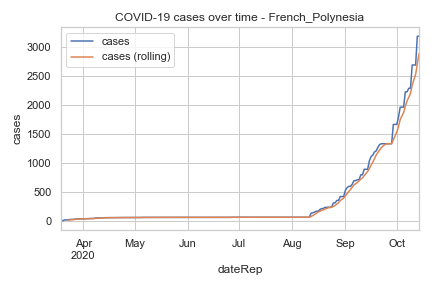 COVID-19 cases over time - French_Polynesia
cases
cases (rolling)
cases
3000
2500
2000
1500
1000
500
0
Apr May Jun Jul Aug Sep Oct
2020
dateRep